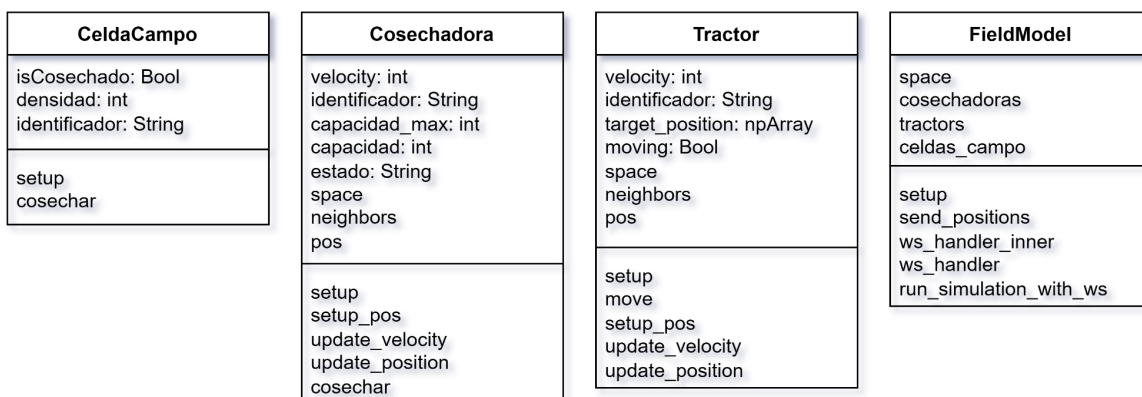 CeldaCampo
isCosechado: Bool
densidad: int
identificador: String
setup
cosechar
Cosechadora
velocity: int
identificador: String
capacidad_max: int
capacidad: int
estado: String
space
neighbors
pos
setup
setup_pos
update_velocity
update_position
cosechar
Tractor
velocity: int
identificador: String
target_position: npArray
moving: Bool
space
neighbors
pos
setup
move
setup_pos
update_velocity
update_position
FieldModel
space
cosechadoras
tractors
celdas_campo
setup
send_positions
ws_handler_inner
ws_handler
run_simulation_with_ws